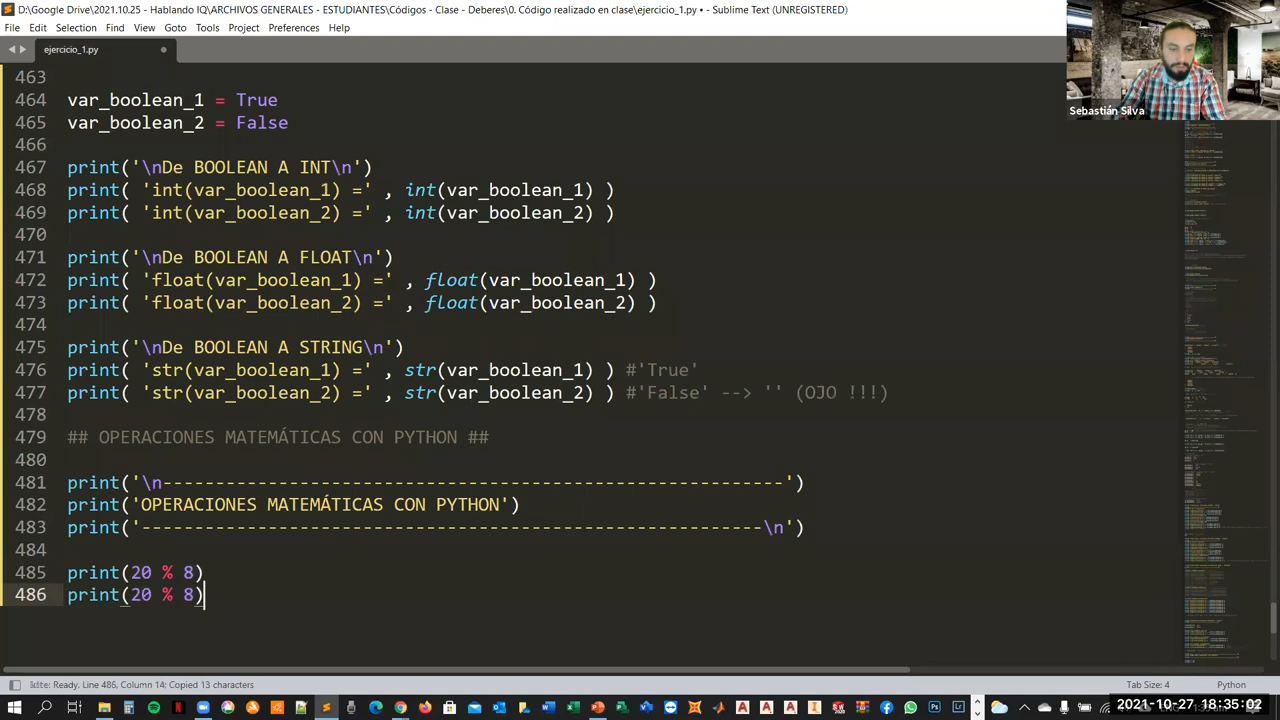 D:\Google Drive\2021.10.25 - Hablando IQ\ARCHIVOS GENERALES - ESTUDIANTES\Códigos - Clase - Deberes\0. Código realizado en clase\ejercicio_1.py • - Sublime Text (UNREGISTERED)
File Edit Selection Find View Goto Tools Project Preferences Help
ejercicio_1.py
Sebastián Silva
463
464 var_boolean_1 = True
465 var_boolean_2 = False
466
467 print('\nDe BOOLEAN A INT\n')
468 print( 'int(var_boolean_1) =' , int(var_boolean_1) )
469 print( 'int(var_boolean_2) =' , int(var_boolean_2) )
470
471 print('\nDe BOOLEAN A FLOAT\n')
472 print( 'float(var_boolean_1) =' , float(var_boolean_1) )
473 print( 'float(var_boolean_2) =' , float(var_boolean_2) )
474
475 print('\nDe BOOLEAN A STRING\n')
476 print( 'str(var_boolean_1) = ' , str(var_boolean_1) ) #'True'
477 print( 'str(var_boolean_2) = ' , str(var_boolean_2) ) #'False' --> (OJO !!!)
478
479 ## OPERACIONES MATEMÁTICAS CON PYTHON ##
480
481 print('\n------------------------------------------------------------')
482 print('OPERACIONES MATEMÁTICAS CON PYTHON')
483 print('------------------------------------------------------------\n')
484
485 print(20 % 8)
486 print(20 % 8)
Line 486, Column 14; Copied 13 characters
Tab Size: 4 Python
2021-10-27 18:35:02